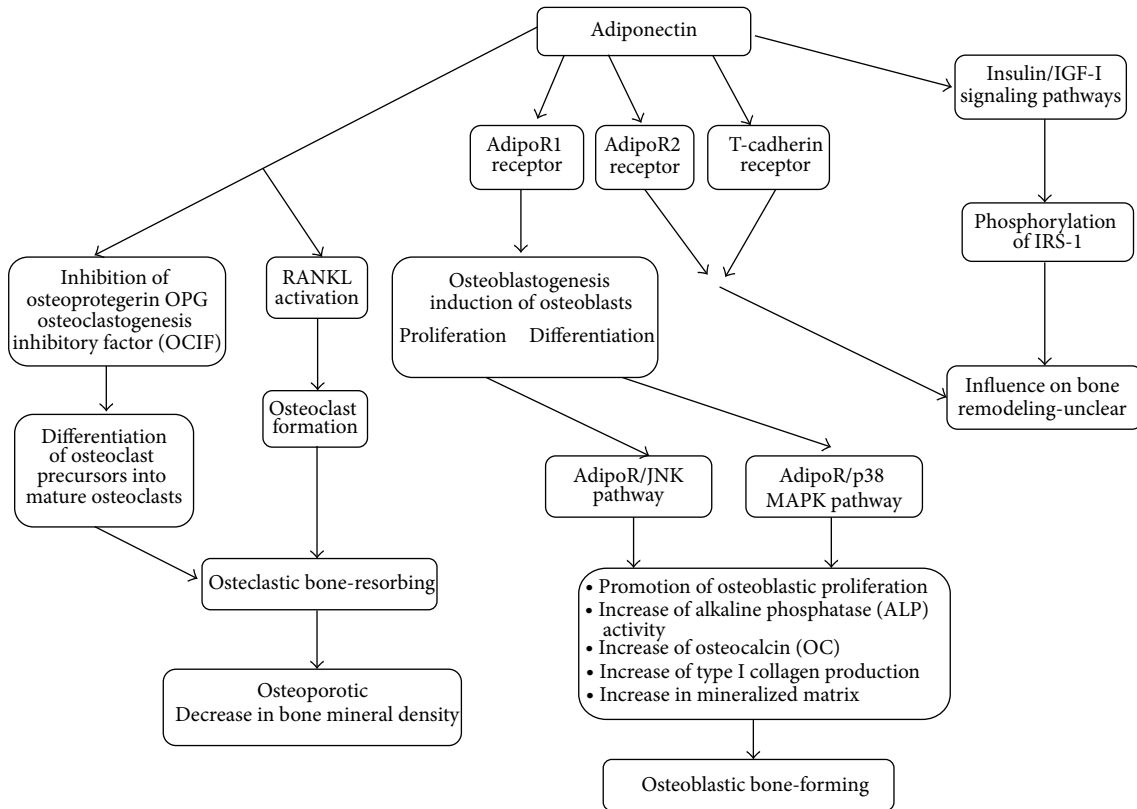 Adiponectin
Insulin/IGF-I
signaling pathways
AdipoR1
receptor
AdipoR2
receptor
T-cadherin
receptor
Phosphorylation
of IRS-1
Inhibition of
osteoprotegerin OPG
osteoclastogenesis
inhibitory factor (OCIF)
RANKL
activation
Osteoblastogenesis
induction of osteoblasts
Proliferation Differentiation
Influence on bone
remodeling-unclear
Osteoclast
formation
Differentiation
of osteoclast
precursors into
mature osteoclasts
AdipoR/JNK
pathway
AdipoR/p38
MAPK pathway
Osteclastic bone-resorbing
• Promotion of osteoblastic proliferation
• Increase of alkaline phosphatase (ALP)
activity
• Increase of osteocalcin (OC)
• Increase of type I collagen production
• Increase in mineralized matrix
Osteoporotic
Decrease in bone mineral density
Osteoblastic bone-forming